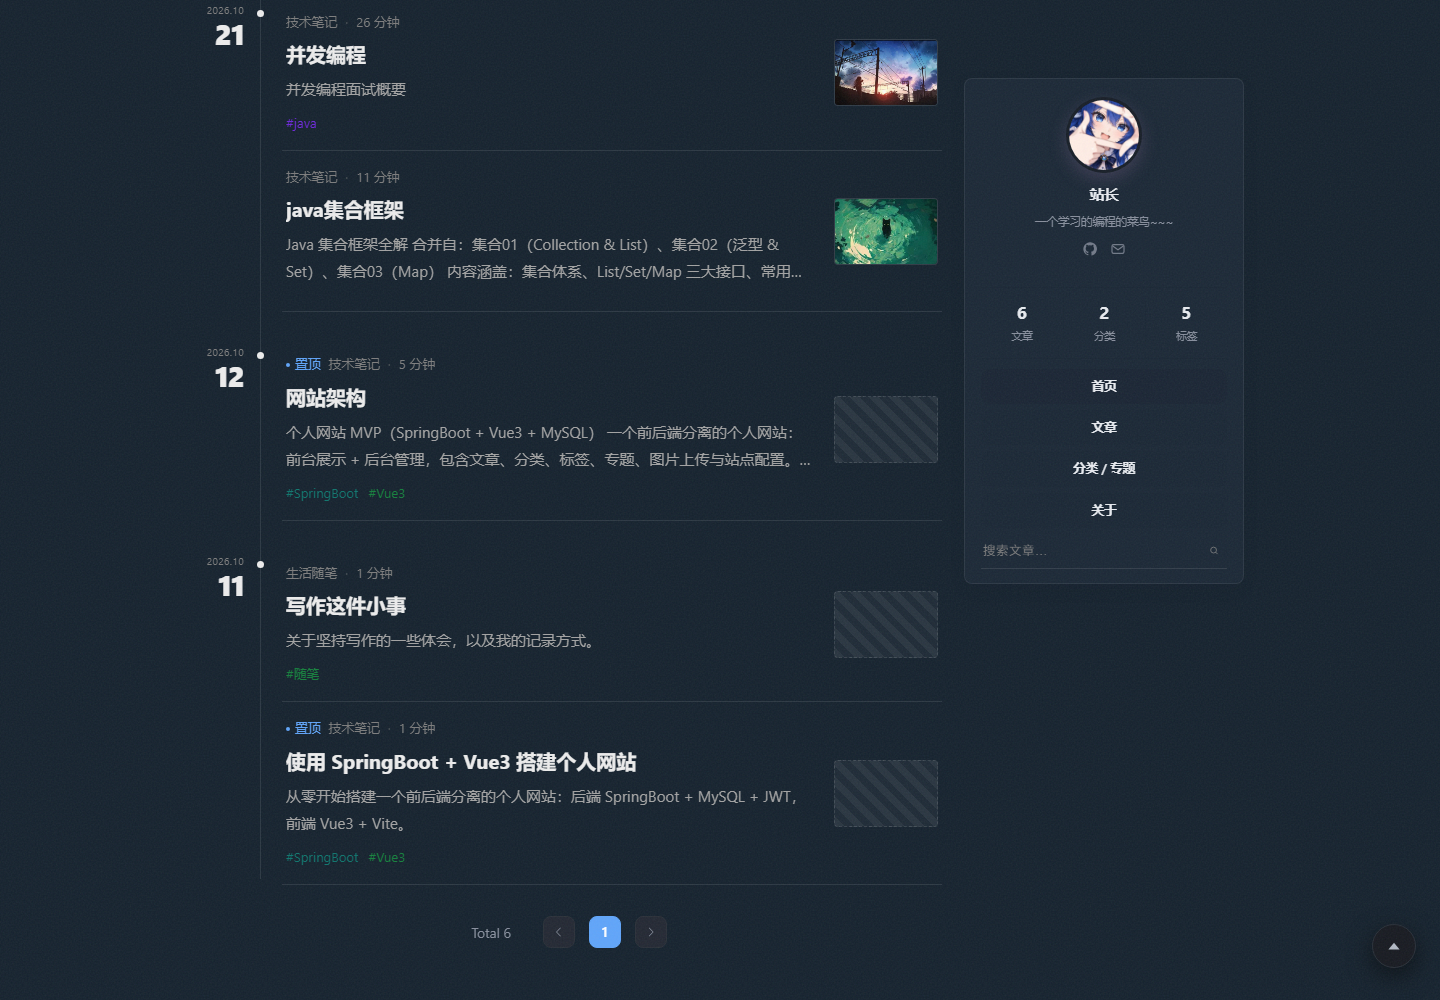 2026.10
21
技术笔记 · 26 分钟
并发编程
并发编程面试概要
#java
技术笔记 · 11 分钟
java集合框架
Java 集合框架全解 合并自：集合01（Collection & List）、集合02（泛型 &
Set）、集合03（Map） 内容涵盖：集合体系、List/Set/Map 三大接口、常用...
2026.10
12
• 置顶 技术笔记 · 5 分钟
网站架构
个人网站 MVP（SpringBoot + Vue3 + MySQL） 一个前后端分离的个人网站：
前台展示 + 后台管理，包含文章、分类、标签、专题、图片上传与站点配置。...
#SpringBoot #Vue3
2026.10
11
生活随笔 · 1 分钟
写作这件小事
关于坚持写作的一些体会，以及我的记录方式。
#随笔
• 置顶 技术笔记 · 1 分钟
使用 SpringBoot + Vue3 搭建个人网站
从零开始搭建一个前后端分离的个人网站：后端 SpringBoot + MySQL + JWT，
前端 Vue3 + Vite。
#SpringBoot #Vue3
Total 6
1
站长
一个学习的编程的菜鸟~~~
6 2 5
文章 分类 标签
首页
文章
分类 / 专题
关于
搜索文章...